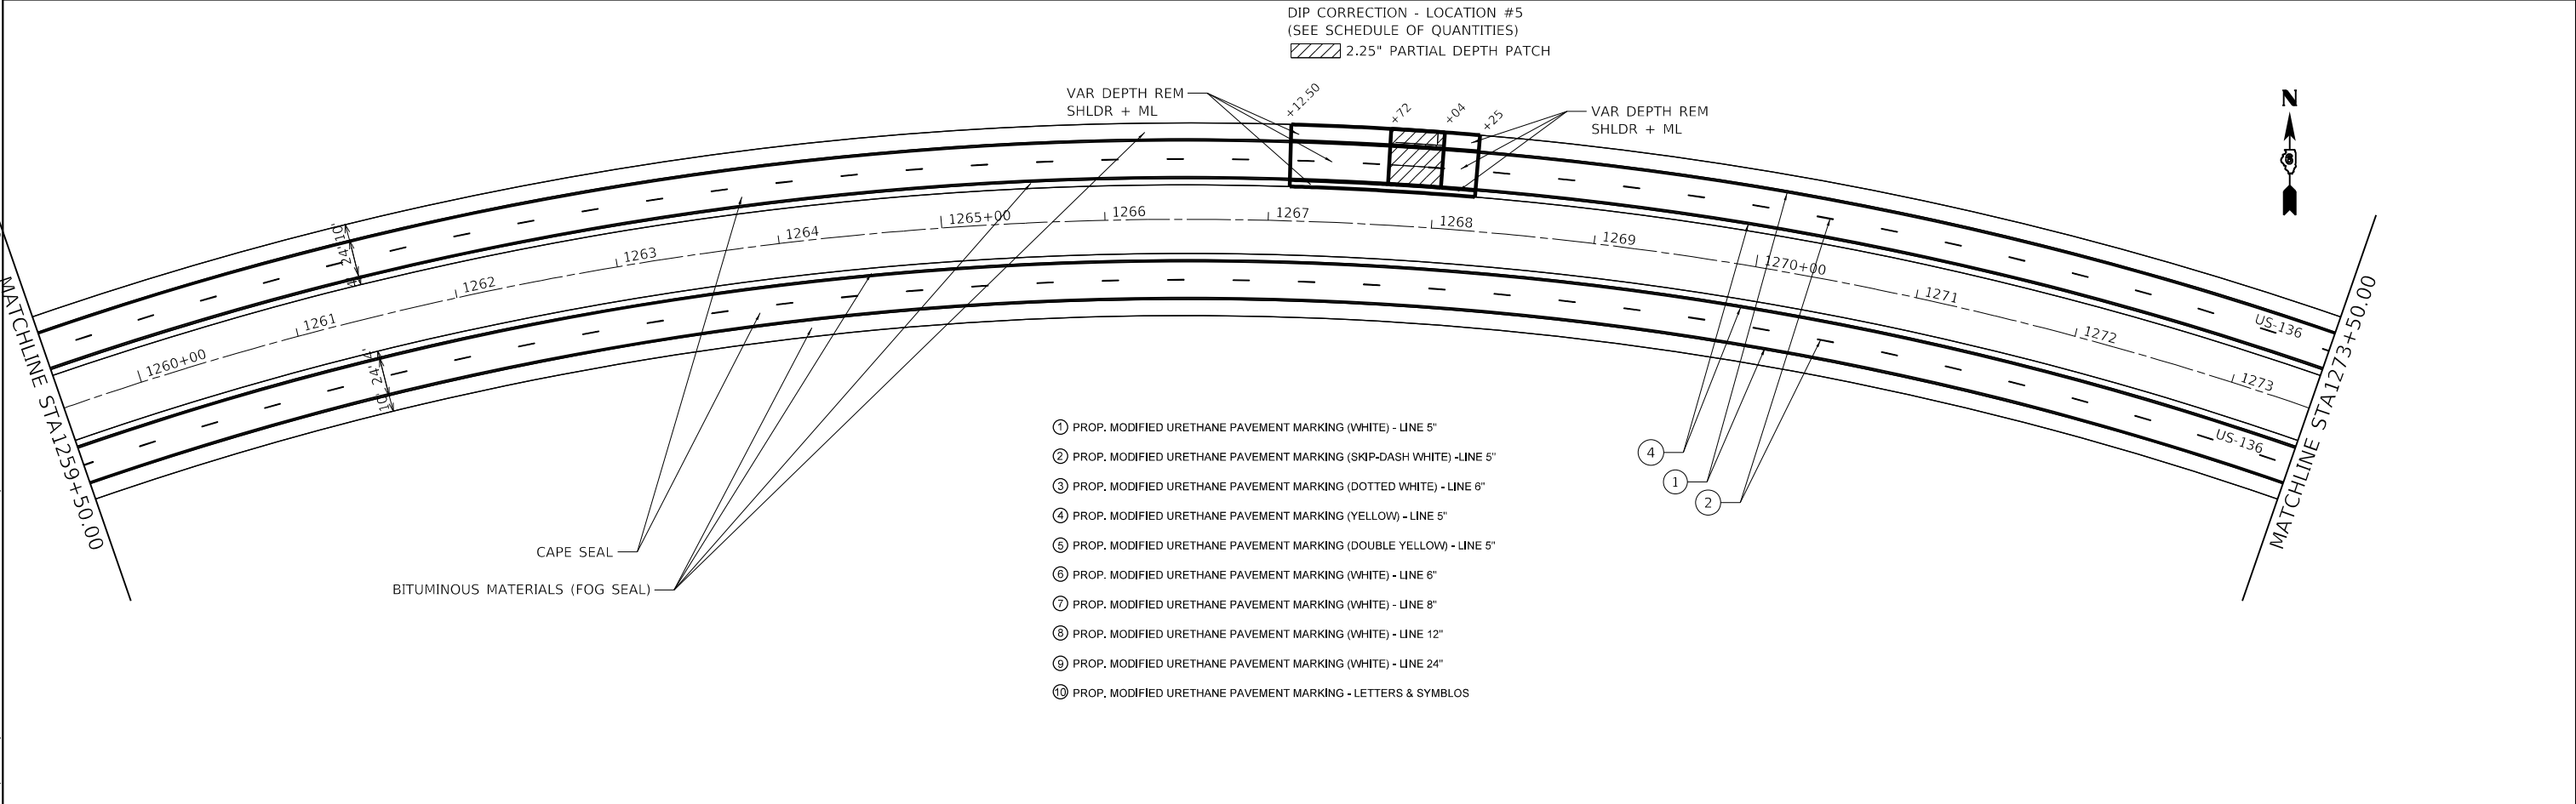 DIP CORRECTION - LOCATION #5
(SEE SCHEDULE OF QUANTITIES)
2.25" PARTIAL DEPTH PATCH
VAR DEPTH REM
SHLDR + ML
+12.50
+72
+04
+25
VAR DEPTH REM
SHLDR + ML
N
10'
24'
4'
1260+00
1261
1262
1263
1264
1265+00
1266
1267
1268
1269
1270+00
1271
1272
1273
US-136
4'
24'
10'
US-136
MATCHLINE STA1259+50.00
MATCHLINE STA1273+50.00
CAPE SEAL
BITUMINOUS MATERIALS (FOG SEAL)
4
1
2
1 PROP. MODIFIED URETHANE PAVEMENT MARKING (WHITE) - LINE 5"
2 PROP. MODIFIED URETHANE PAVEMENT MARKING (SKIP-DASH WHITE) -LINE 5"
3 PROP. MODIFIED URETHANE PAVEMENT MARKING (DOTTED WHITE) - LINE 6"
4 PROP. MODIFIED URETHANE PAVEMENT MARKING (YELLOW) - LINE 5"
5 PROP. MODIFIED URETHANE PAVEMENT MARKING (DOUBLE YELLOW) - LINE 5"
6 PROP. MODIFIED URETHANE PAVEMENT MARKING (WHITE) - LINE 6"
7 PROP. MODIFIED URETHANE PAVEMENT MARKING (WHITE) - LINE 8"
8 PROP. MODIFIED URETHANE PAVEMENT MARKING (WHITE) - LINE 12"
9 PROP. MODIFIED URETHANE PAVEMENT MARKING (WHITE) - LINE 24"
10 PROP. MODIFIED URETHANE PAVEMENT MARKING - LETTERS & SYMBLOS